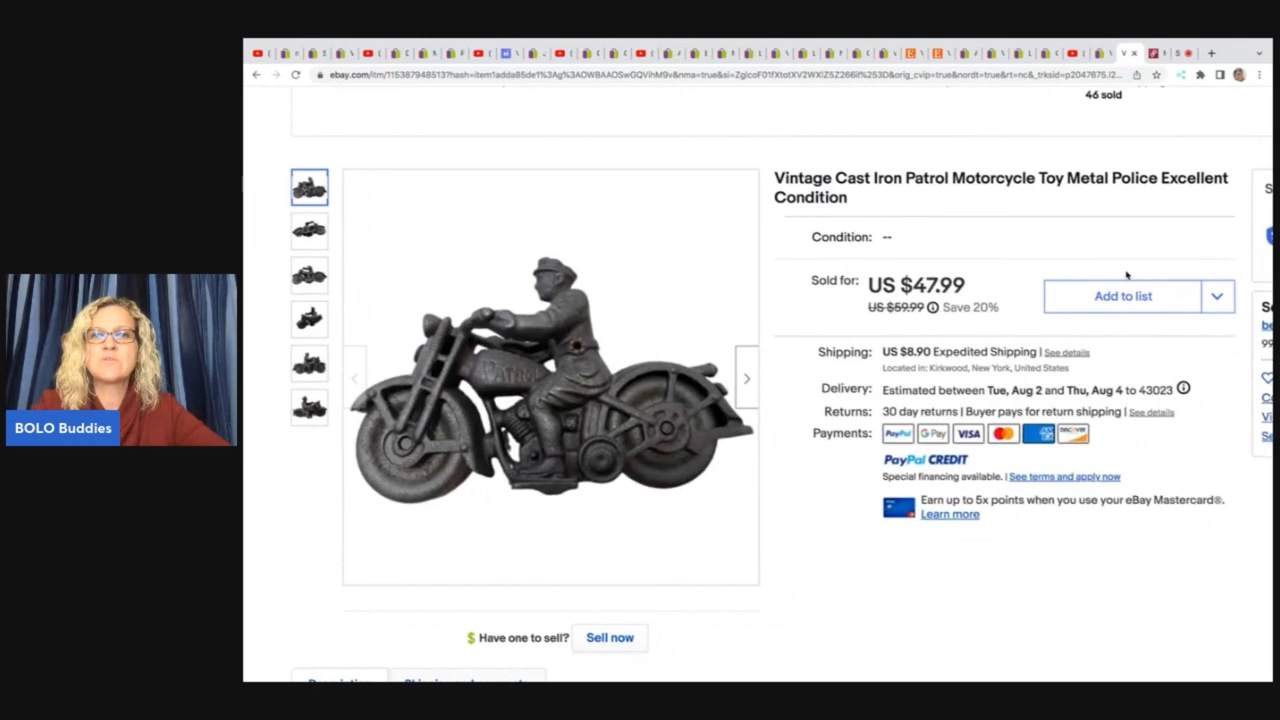 46 sold
Vintage Cast Iron Patrol Motorcycle Toy Metal Police Excellent
Condition
Condition: --
Sold for: US $47.99
US $59.99 Save 20%
Add to list
Shipping: US $8.90 Expedited Shipping | See details
Located in: Kirkwood, New York, United States
Delivery: Estimated between Tue, Aug 2 and Thu, Aug 4 to 43023
Returns: 30 day returns | Buyer pays for return shipping | See details
Payments: PayPal G Pay VISA
PayPal CREDIT
Special financing available. | See terms and apply now
Earn up to 5x points when you use your eBay Mastercard®.
Learn more
PATROL
BOLO Buddies
$ Have one to sell? Sell now